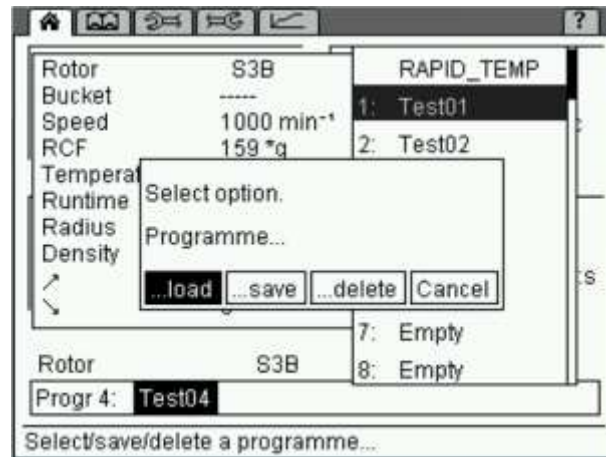 ?
Rotor S3B
Bucket -----
Speed 1000 min⁻¹
RCF 159 *g
Temperat
Runtime
Radius
Density
RAPID_TEMP
1: Test01
2: Test02
Select option.
Programme...
...load ...save ...delete Cancel
7: Empty
8: Empty
Rotor S3B
Progr 4: Test04
Select/save/delete a programme...